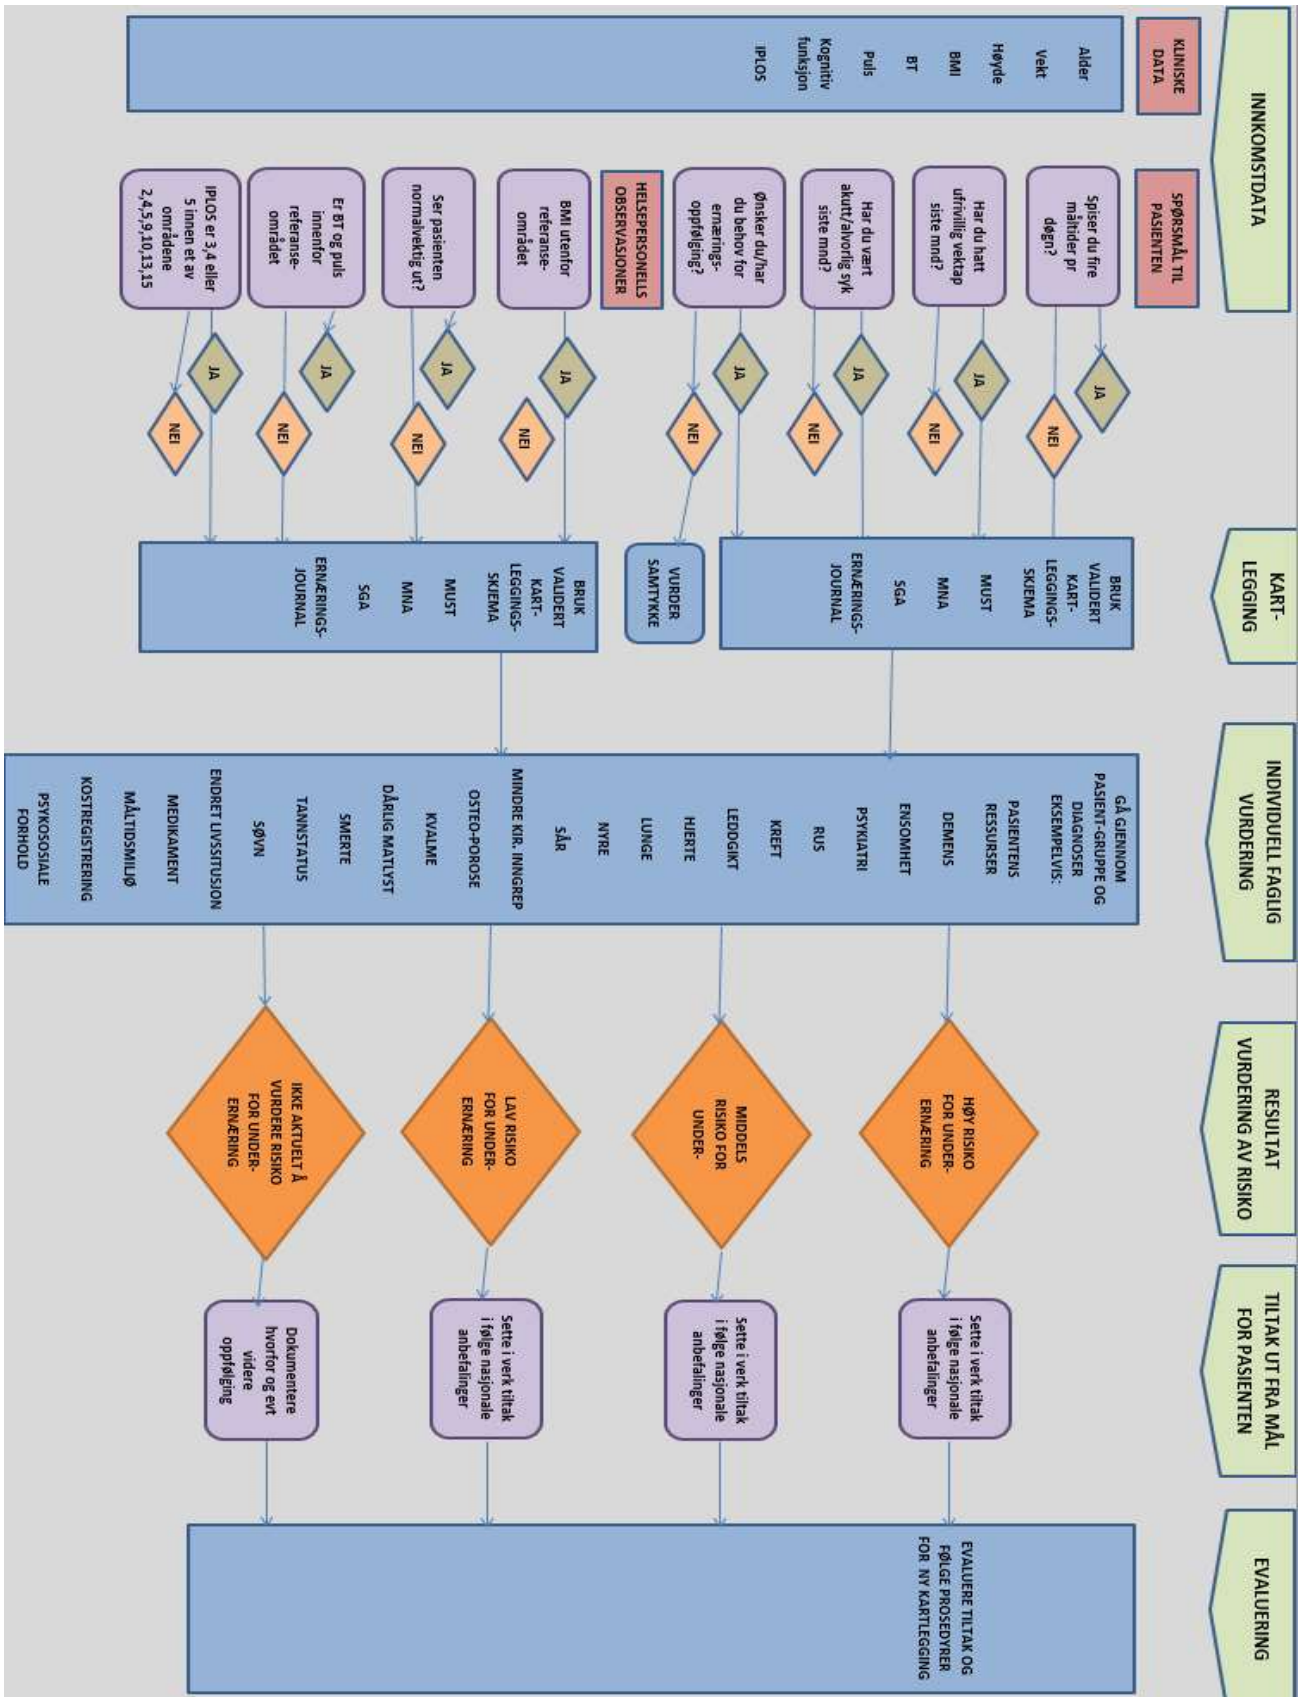 INNKOMSTDATA
KART-
LEGGING
INDIVIDUELL FAGLIG
VURDERING
RESULTAT
VURDERING AV RISIKO
TILTAK UT FRA MÅL
FOR PASIENTEN
EVALUERING
KLINISKE
DATA
Alder
Vekt
Høyde
BMI
BT
Puls
Kognitiv
funksjon
IPLOS
SPØRSMÅL TIL
PASIENTEN
Spiser du fire
måltider pr
døgn?
JA
NEI
Har du hatt
ufrivillig vektap
siste mnd?
JA
NEI
Har du vært
akutt/alvorlig syk
siste mnd?
JA
NEI
Ønsker du/har
du behov for
ernærings-
oppfølging?
JA
NEI
HELSEPERSONELLS
OBSERVASJONER
BMI utenfor
referanse-
området
JA
NEI
Ser pasienten
normalvektig ut?
JA
NEI
Er BT og puls
innenfor
referanse-
området
JA
NEI
IPLOS er 3,4 eller
5 innen et av
områdene
2,4,5,9,10,13,15
JA
NEI
BRUK
VALIDERT
KART-
LEGGINGS-
SKJEMA
MUST
MNA
SGA
ERNÆRINGS-
JOURNAL
VURDER
SAMTYKKE
BRUK
VALIDERT
KART-
LEGGINGS-
SKJEMA
MUST
MNA
SGA
ERNÆRINGS-
JOURNAL
GÅ GJENNOM
PASIENT-GRUPPE OG
DIAGNOSER
EKSEMPELVIS:
PASIENTENS
RESSURSER
DEMENS
ENSOMHET
PSYKIATRI
RUS
KREFT
LEDDGIKT
HJERTE
LUNGE
NYRE
SÅR
MINDRE KIR. INNGREP
OSTEO-POROSE
KVALME
DÅRLIG MATLYST
SMERTE
TANNSTATUS
SØVN
ENDRET LIVSSITUSJON
MEDIKAMENT
MÅLTIDSMILJØ
KOSTREGISTRERING
PSYKOSOSIALE
FORHOLD
HØY RISIKO
FOR UNDER-
ERNÆRING
MIDDELS
RISIKO FOR
UNDER-
LAV RISIKO
FOR UNDER-
ERNÆRING
IKKE AKTUELT Å
VURDERE RISIKO
FOR UNDER-
ERNÆRING
Sette i verk tiltak
i følge nasjonale
anbefalinger
Sette i verk tiltak
i følge nasjonale
anbefalinger
Sette i verk tiltak
i følge nasjonale
anbefalinger
Dokumentere
hvorfor og evt
videre
oppfølging
EVALUERE TILTAK OG
FØLGE PROSEDYRER
FOR NY KARTLEGGING